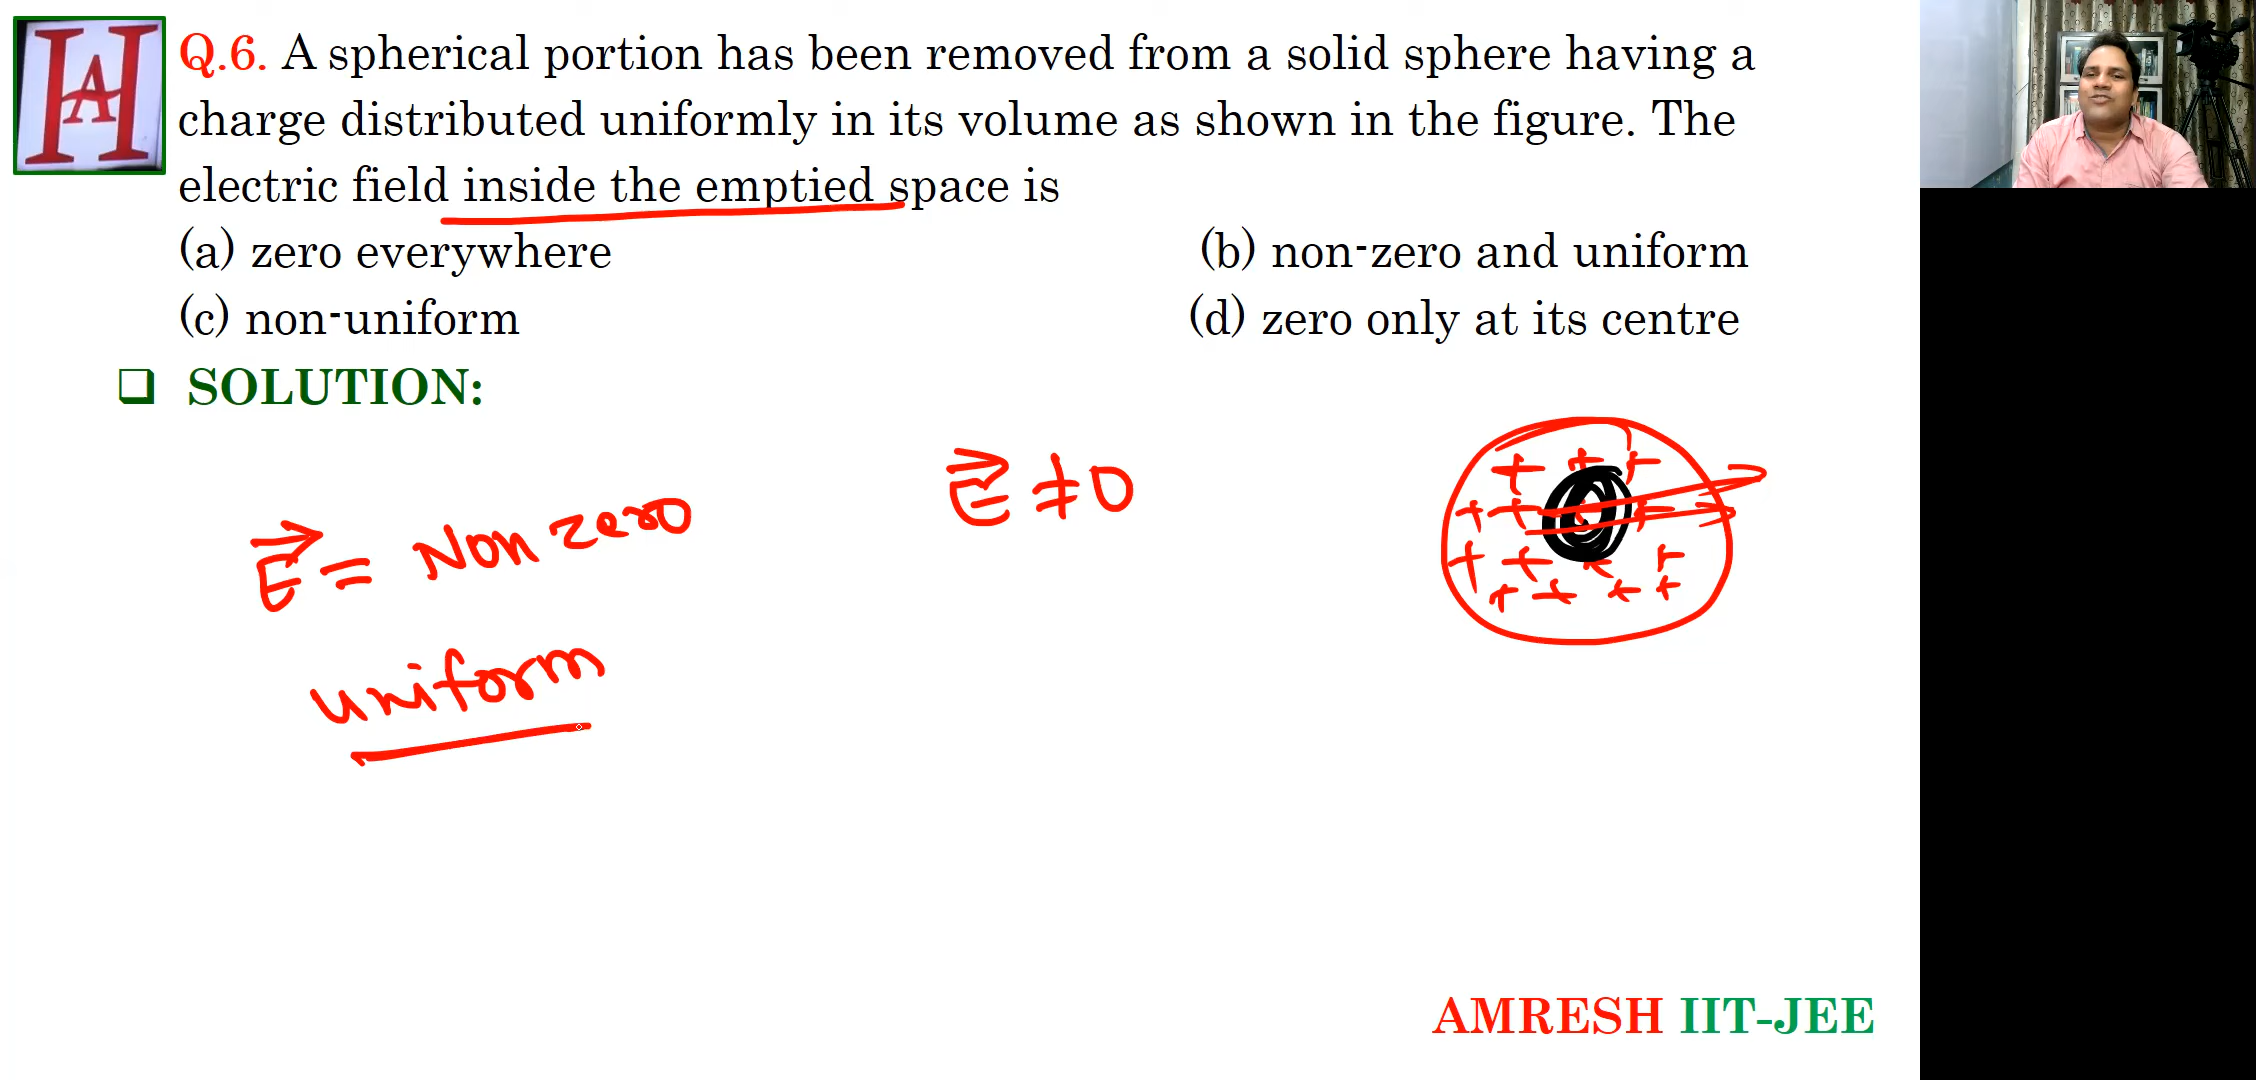 HA
Q.6. A spherical portion has been removed from a solid sphere having a
charge distributed uniformly in its volume as shown in the figure. The
electric field inside the emptied space is
(a) zero everywhere
(b) non-zero and uniform
(c) non-uniform
(d) zero only at its centre
❑ SOLUTION:
E⃗ ≠ 0
E⃗ = Non zero
uniform
+ + +
+ + +
+ + + +
+ + + +
AMRESH IIT-JEE